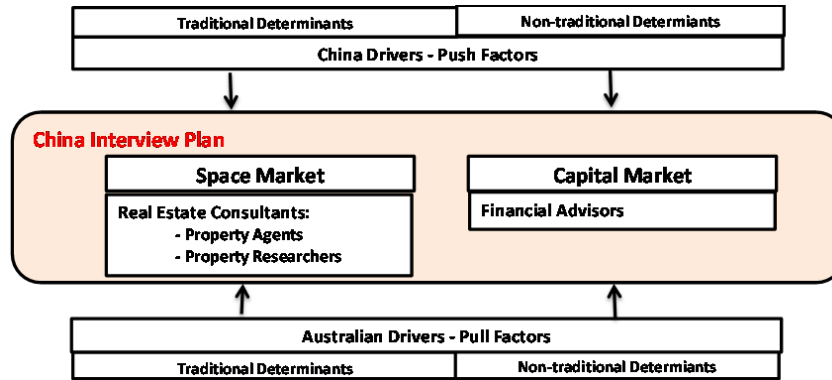 Traditional Determinants
Non-traditional Determiants
China Drivers - Push Factors
China Interview Plan
Space Market
Capital Market
Real Estate Consultants:
- Property Agents
- Property Researchers
Financial Advisors
Australian Drivers - Pull Factors
Traditional Determinants
Non-traditional Determiants